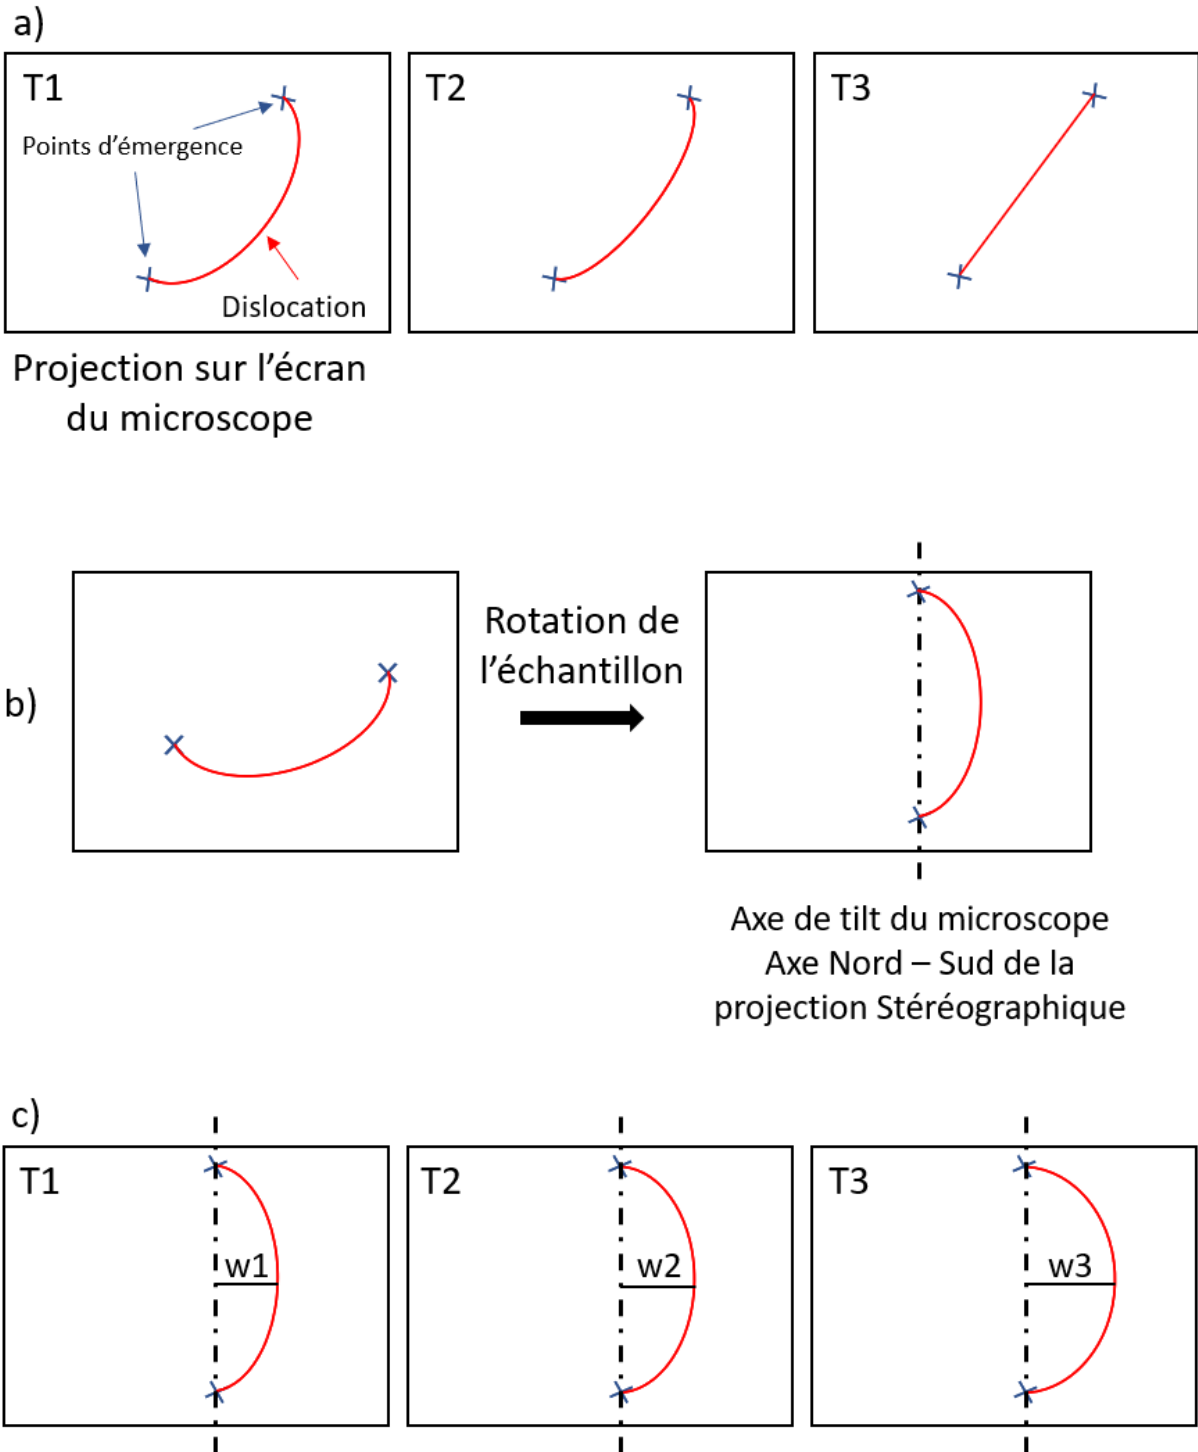 a)
T1
T2
T3
Points d'émergence
Dislocation
Projection sur l'écran
du microscope
b)
Rotation de
l'échantillon
Axe de tilt du microscope
Axe Nord – Sud de la
projection Stéréographique
c)
T1
T2
T3
w1
w2
w3